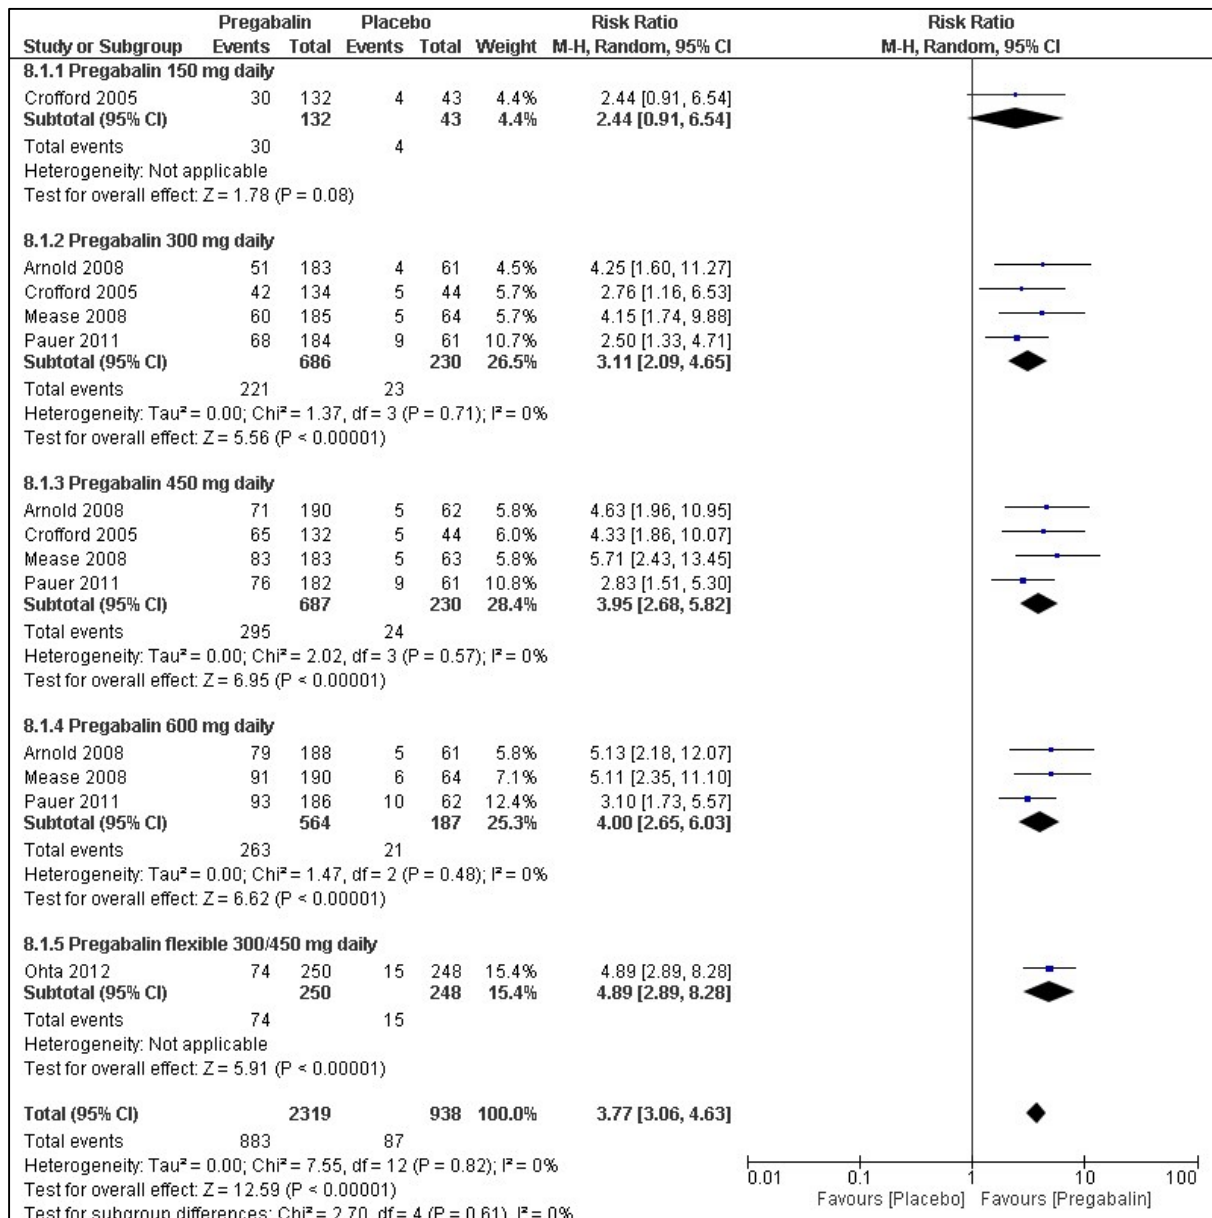 Pregabalin Placebo Risk Ratio Risk Ratio
Study or Subgroup Events Total Events Total Weight M-H, Random, 95% CI M-H, Random, 95% CI
8.1.1 Pregabalin 150 mg daily
Crofford 2005 30 132 4 43 4.4% 2.44 [0.91, 6.54]
Subtotal (95% CI) 132 43 4.4% 2.44 [0.91, 6.54]
Total events 30 4
Heterogeneity: Not applicable
Test for overall effect: Z = 1.78 (P = 0.08)
8.1.2 Pregabalin 300 mg daily
Arnold 2008 51 183 4 61 4.5% 4.25 [1.60, 11.27]
Crofford 2005 42 134 5 44 5.7% 2.76 [1.16, 6.53]
Mease 2008 60 185 5 64 5.7% 4.15 [1.74, 9.88]
Pauer 2011 68 184 9 61 10.7% 2.50 [1.33, 4.71]
Subtotal (95% CI) 686 230 26.5% 3.11 [2.09, 4.65]
Total events 221 23
Heterogeneity: Tau² = 0.00; Chi² = 1.37, df = 3 (P = 0.71); I² = 0%
Test for overall effect: Z = 5.56 (P < 0.00001)
8.1.3 Pregabalin 450 mg daily
Arnold 2008 71 190 5 62 5.8% 4.63 [1.96, 10.95]
Crofford 2005 65 132 5 44 6.0% 4.33 [1.86, 10.07]
Mease 2008 83 183 5 63 5.8% 5.71 [2.43, 13.45]
Pauer 2011 76 182 9 61 10.8% 2.83 [1.51, 5.30]
Subtotal (95% CI) 687 230 28.4% 3.95 [2.68, 5.82]
Total events 295 24
Heterogeneity: Tau² = 0.00; Chi² = 2.02, df = 3 (P = 0.57); I² = 0%
Test for overall effect: Z = 6.95 (P < 0.00001)
8.1.4 Pregabalin 600 mg daily
Arnold 2008 79 188 5 61 5.8% 5.13 [2.18, 12.07]
Mease 2008 91 190 6 64 7.1% 5.11 [2.35, 11.10]
Pauer 2011 93 186 10 62 12.4% 3.10 [1.73, 5.57]
Subtotal (95% CI) 564 187 25.3% 4.00 [2.65, 6.03]
Total events 263 21
Heterogeneity: Tau² = 0.00; Chi² = 1.47, df = 2 (P = 0.48); I² = 0%
Test for overall effect: Z = 6.62 (P < 0.00001)
8.1.5 Pregabalin flexible 300/450 mg daily
Ohta 2012 74 250 15 248 15.4% 4.89 [2.89, 8.28]
Subtotal (95% CI) 250 248 15.4% 4.89 [2.89, 8.28]
Total events 74 15
Heterogeneity: Not applicable
Test for overall effect: Z = 5.91 (P < 0.00001)
Total (95% CI) 2319 938 100.0% 3.77 [3.06, 4.63]
Total events 883 87
Heterogeneity: Tau² = 0.00; Chi² = 7.55, df = 12 (P = 0.82); I² = 0%
Test for overall effect: Z = 12.59 (P < 0.00001)
Test for subgroup differences: Chi² = 2.70, df = 4 (P = 0.61), I² = 0%
0.01 0.1 1 10 100
Favours [Placebo] Favours [Pregabalin]